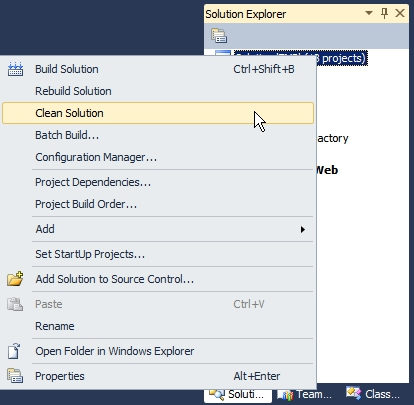 Solution Explorer
projects)
Build Solution Ctrl+Shift+B
Rebuild Solution
Clean Solution
Batch Build...
Configuration Manager...
actory
Web
Project Dependencies...
Project Build Order...
Add
Set StartUp Projects...
Add Solution to Source Control...
Paste Ctrl+V
Rename
Open Folder in Windows Explorer
Properties Alt+Enter
Soluti... Team... Class...